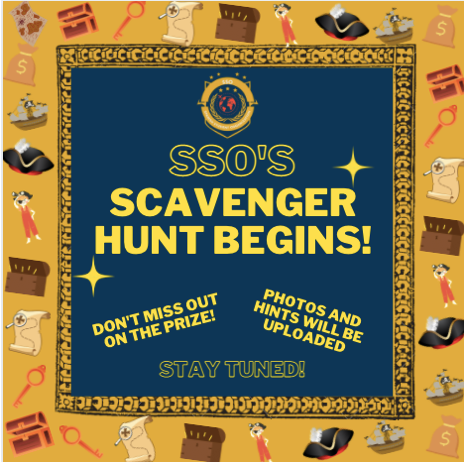 SSO'S
SCAVENGER
HUNT BEGINS!
DON'T MISS OUT
ON THE PRIZE!
PHOTOS AND
HINTS WILL BE
UPLOADED
STAY TUNED!